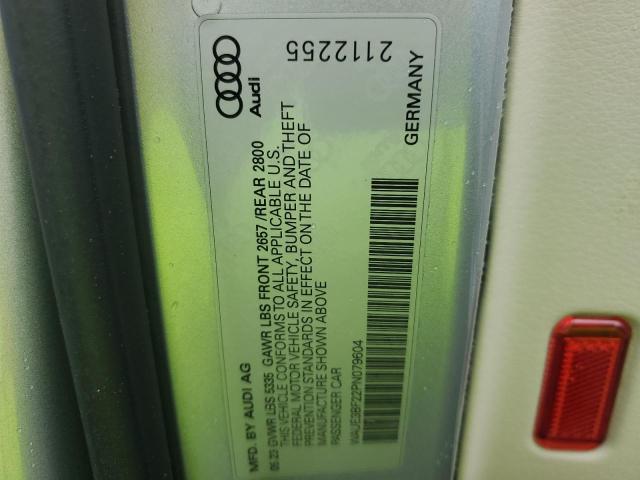 Audi
2112255
GERMANY
MFD. BY AUDI AG
05 23 GVWR LBS 5335 GAWR LBS FRONT 2657/REAR 2800
THIS VEHICLE CONFORMS TO ALL APPLICABLE U.S.
FEDERAL MOTOR VEHICLE SAFETY, BUMPER AND THEFT
PREVENTION STANDARDS IN EFFECT ON THE DATE OF
MANUFACTURE SHOWN ABOVE
PASSENGER CAR
WAUE3BF22PN079604